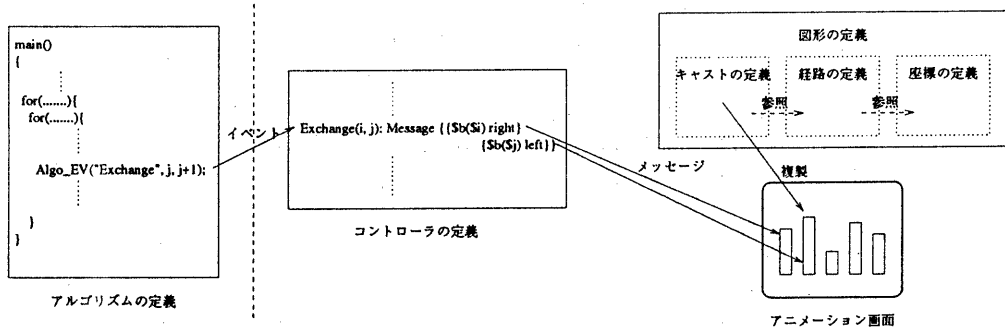 main()
{
for(.......){
for(......){
Algo_EV("Exchange", j, j+1);
}
}
アルゴリズムの定義
イベント
Exchange(i, j): Message {{$b($i) right}
{$b($j) left}}
コントローラの定義
メッセージ
図形の定義
キャストの定義
経路の定義
座標の定義
参照
参照
複製
アニメーション画面